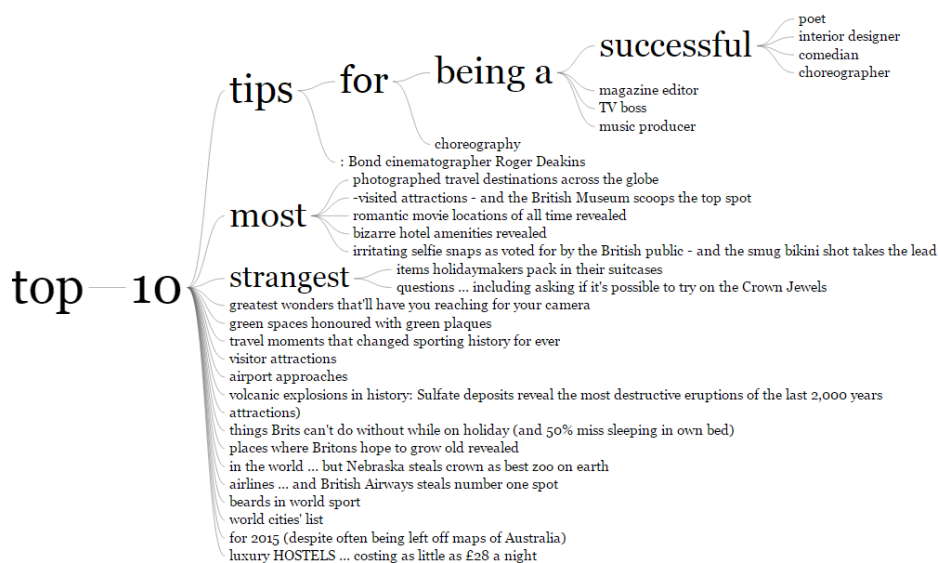 poet
successful
interior designer
comedian
choreographer
being a
for
tips
magazine editor
TV boss
music producer
choreography
: Bond cinematographer Roger Deakins
photographed travel destinations across the globe
-visited attractions - and the British Museum scoops the top spot
most
romantic movie locations of all time revealed
bizarre hotel amenities revealed
irritating selfie snaps as voted for by the British public - and the smug bikini shot takes the lead
top 10
strangest
items holidaymakers pack in their suitcases
questions ... including asking if it's possible to try on the Crown Jewels
greatest wonders that'll have you reaching for your camera
green spaces honoured with green plaques
travel moments that changed sporting history for ever
visitor attractions
airport approaches
volcanic explosions in history: Sulfate deposits reveal the most destructive eruptions of the last 2,000 years
attractions)
things Brits can't do without while on holiday (and 50% miss sleeping in own bed)
places where Britons hope to grow old revealed
in the world ... but Nebraska steals crown as best zoo on earth
airlines ... and British Airways steals number one spot
beards in world sport
world cities' list
for 2015 (despite often being left off maps of Australia)
luxury HOSTELS ... costing as little as £28 a night